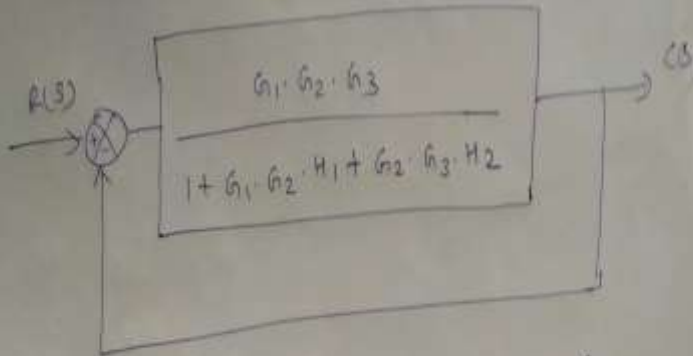 R(S)
C(S
G1 · G2 · G3
1 + G1 · G2 · H1 + G2 · G3 · H2
+
-